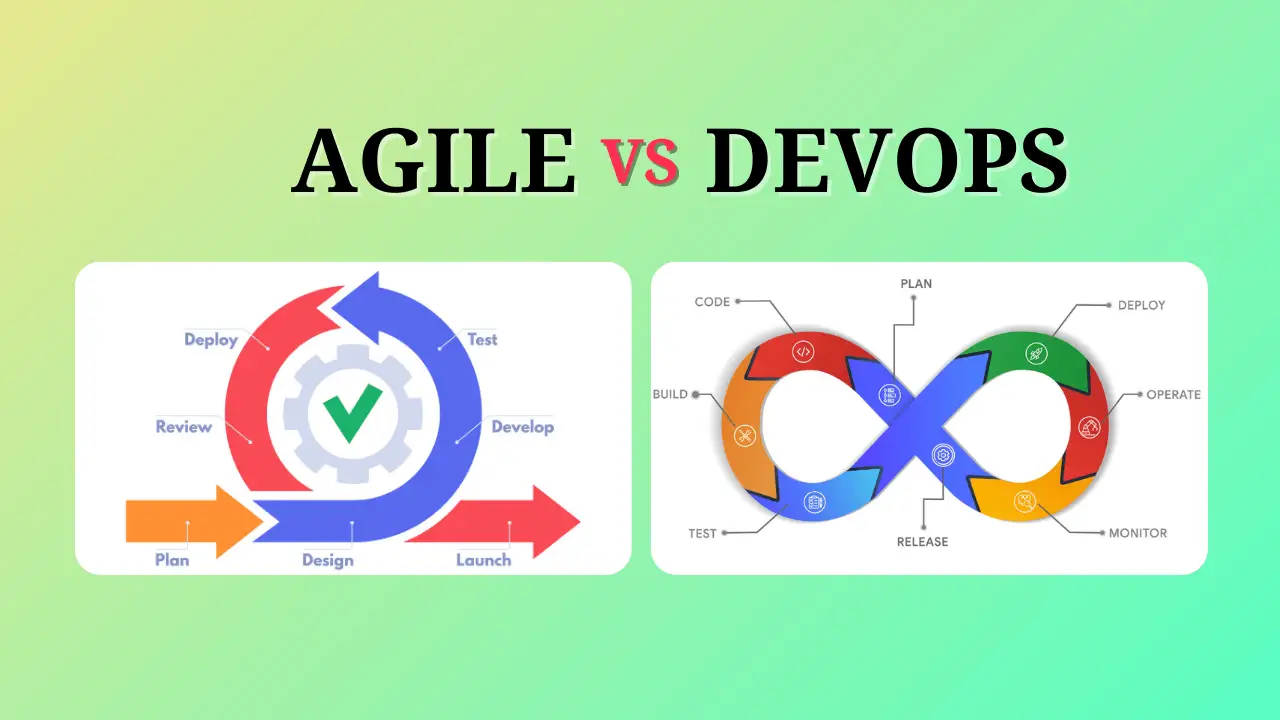 AGILE VS DEVOPS
Deploy
Test
Review
Develop
Plan
Design
Launch
PLAN
CODE
DEPLOY
BUILD
OPERATE
TEST
RELEASE
MONITOR